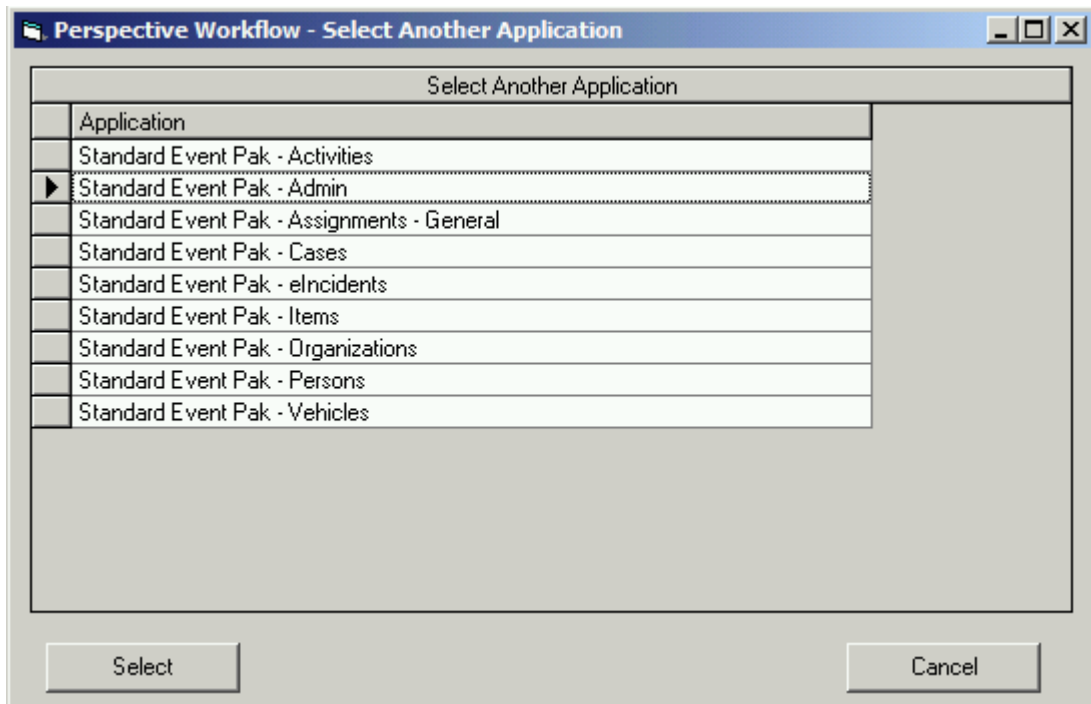 Perspective Workflow - Select Another Application
Select Another Application
Application
Standard Event Pak - Activities
Standard Event Pak - Admin
Standard Event Pak - Assignments - General
Standard Event Pak - Cases
Standard Event Pak - eIncidents
Standard Event Pak - Items
Standard Event Pak - Organizations
Standard Event Pak - Persons
Standard Event Pak - Vehicles
Select Cancel